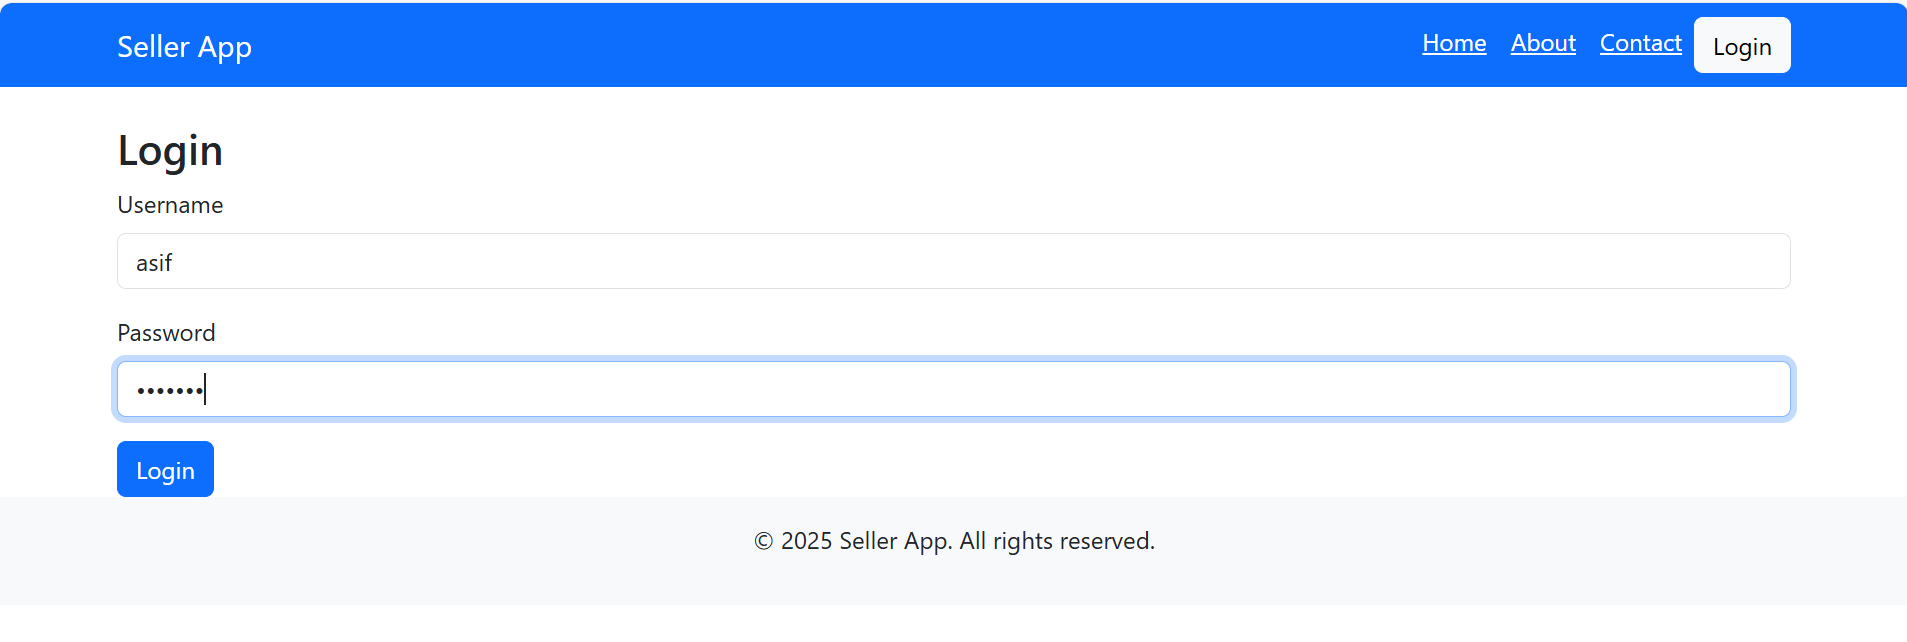 Seller App Home About Contact Login
Login
Username
asif
Password
•••••••
Login
© 2025 Seller App. All rights reserved.